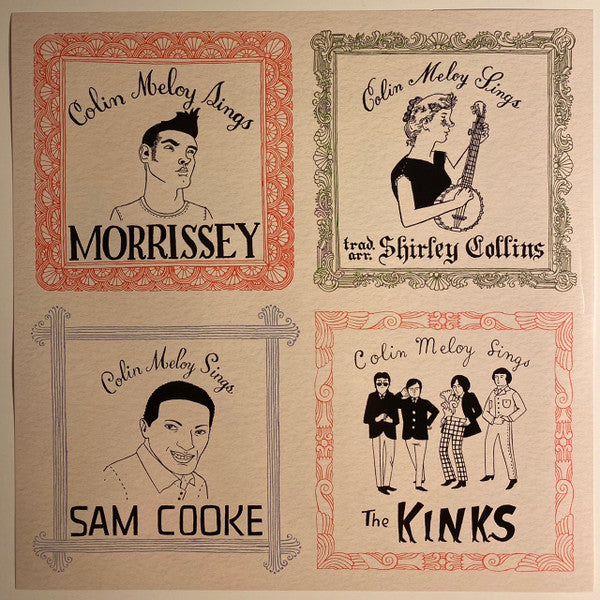 Colin Meloy Sings
MORRISSEY
Colin Meloy Sings
trad.
arr. Shirley Collins
Colin Meloy Sings
SAM COOKE
Colin Meloy Sings
The KINKS